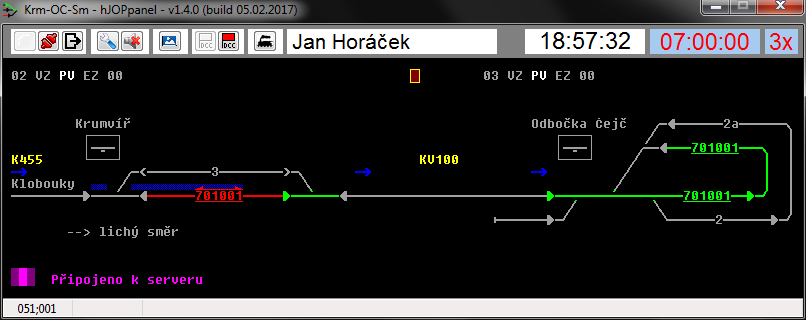 Krm-OC-Sm - hJOPpanel - v1.4.0 (build 05.02.2017)
DCC DCC Jan Horáček 18:57:32 07:00:00 3x
02 VZ PV EZ 00 03 VZ PV EZ 00
Krumvíř Odbočka Čejč 2a
K455 KV100 701001
Klobouky 3
701001 701001
2
--> lichý směr
Připojeno k serveru
051;001